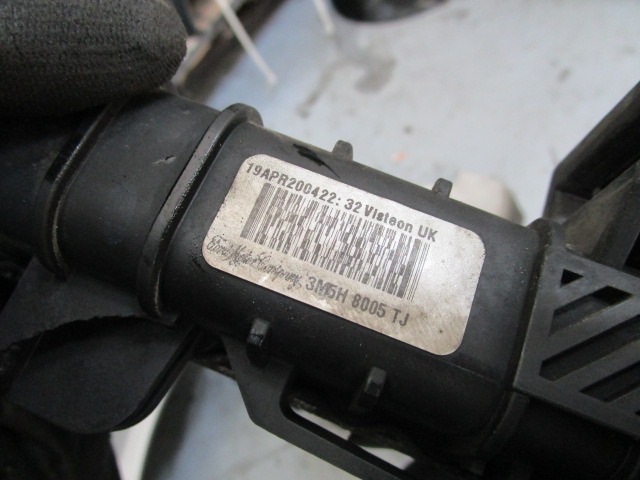 19APR200422:32 Visteon UK
Ford Motor Company 3M5H 8005 TJ